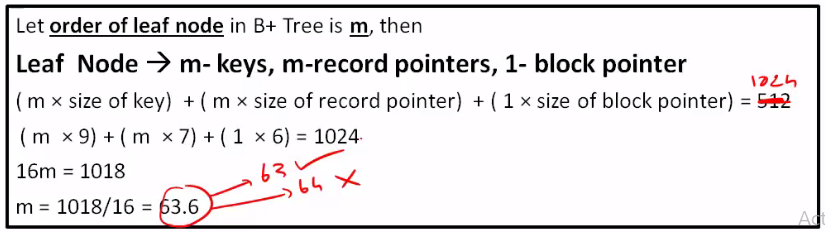 Let order of leaf node in B+ Tree is m, then
Leaf Node → m- keys, m-record pointers, 1- block pointer
1024
( m × size of key) + ( m × size of record pointer) + ( 1 × size of block pointer) = 512
( m × 9) + ( m × 7) + ( 1 × 6) = 1024
16m = 1018
63 ✓
64 ✗
m = 1018/16 = 63.6
Act